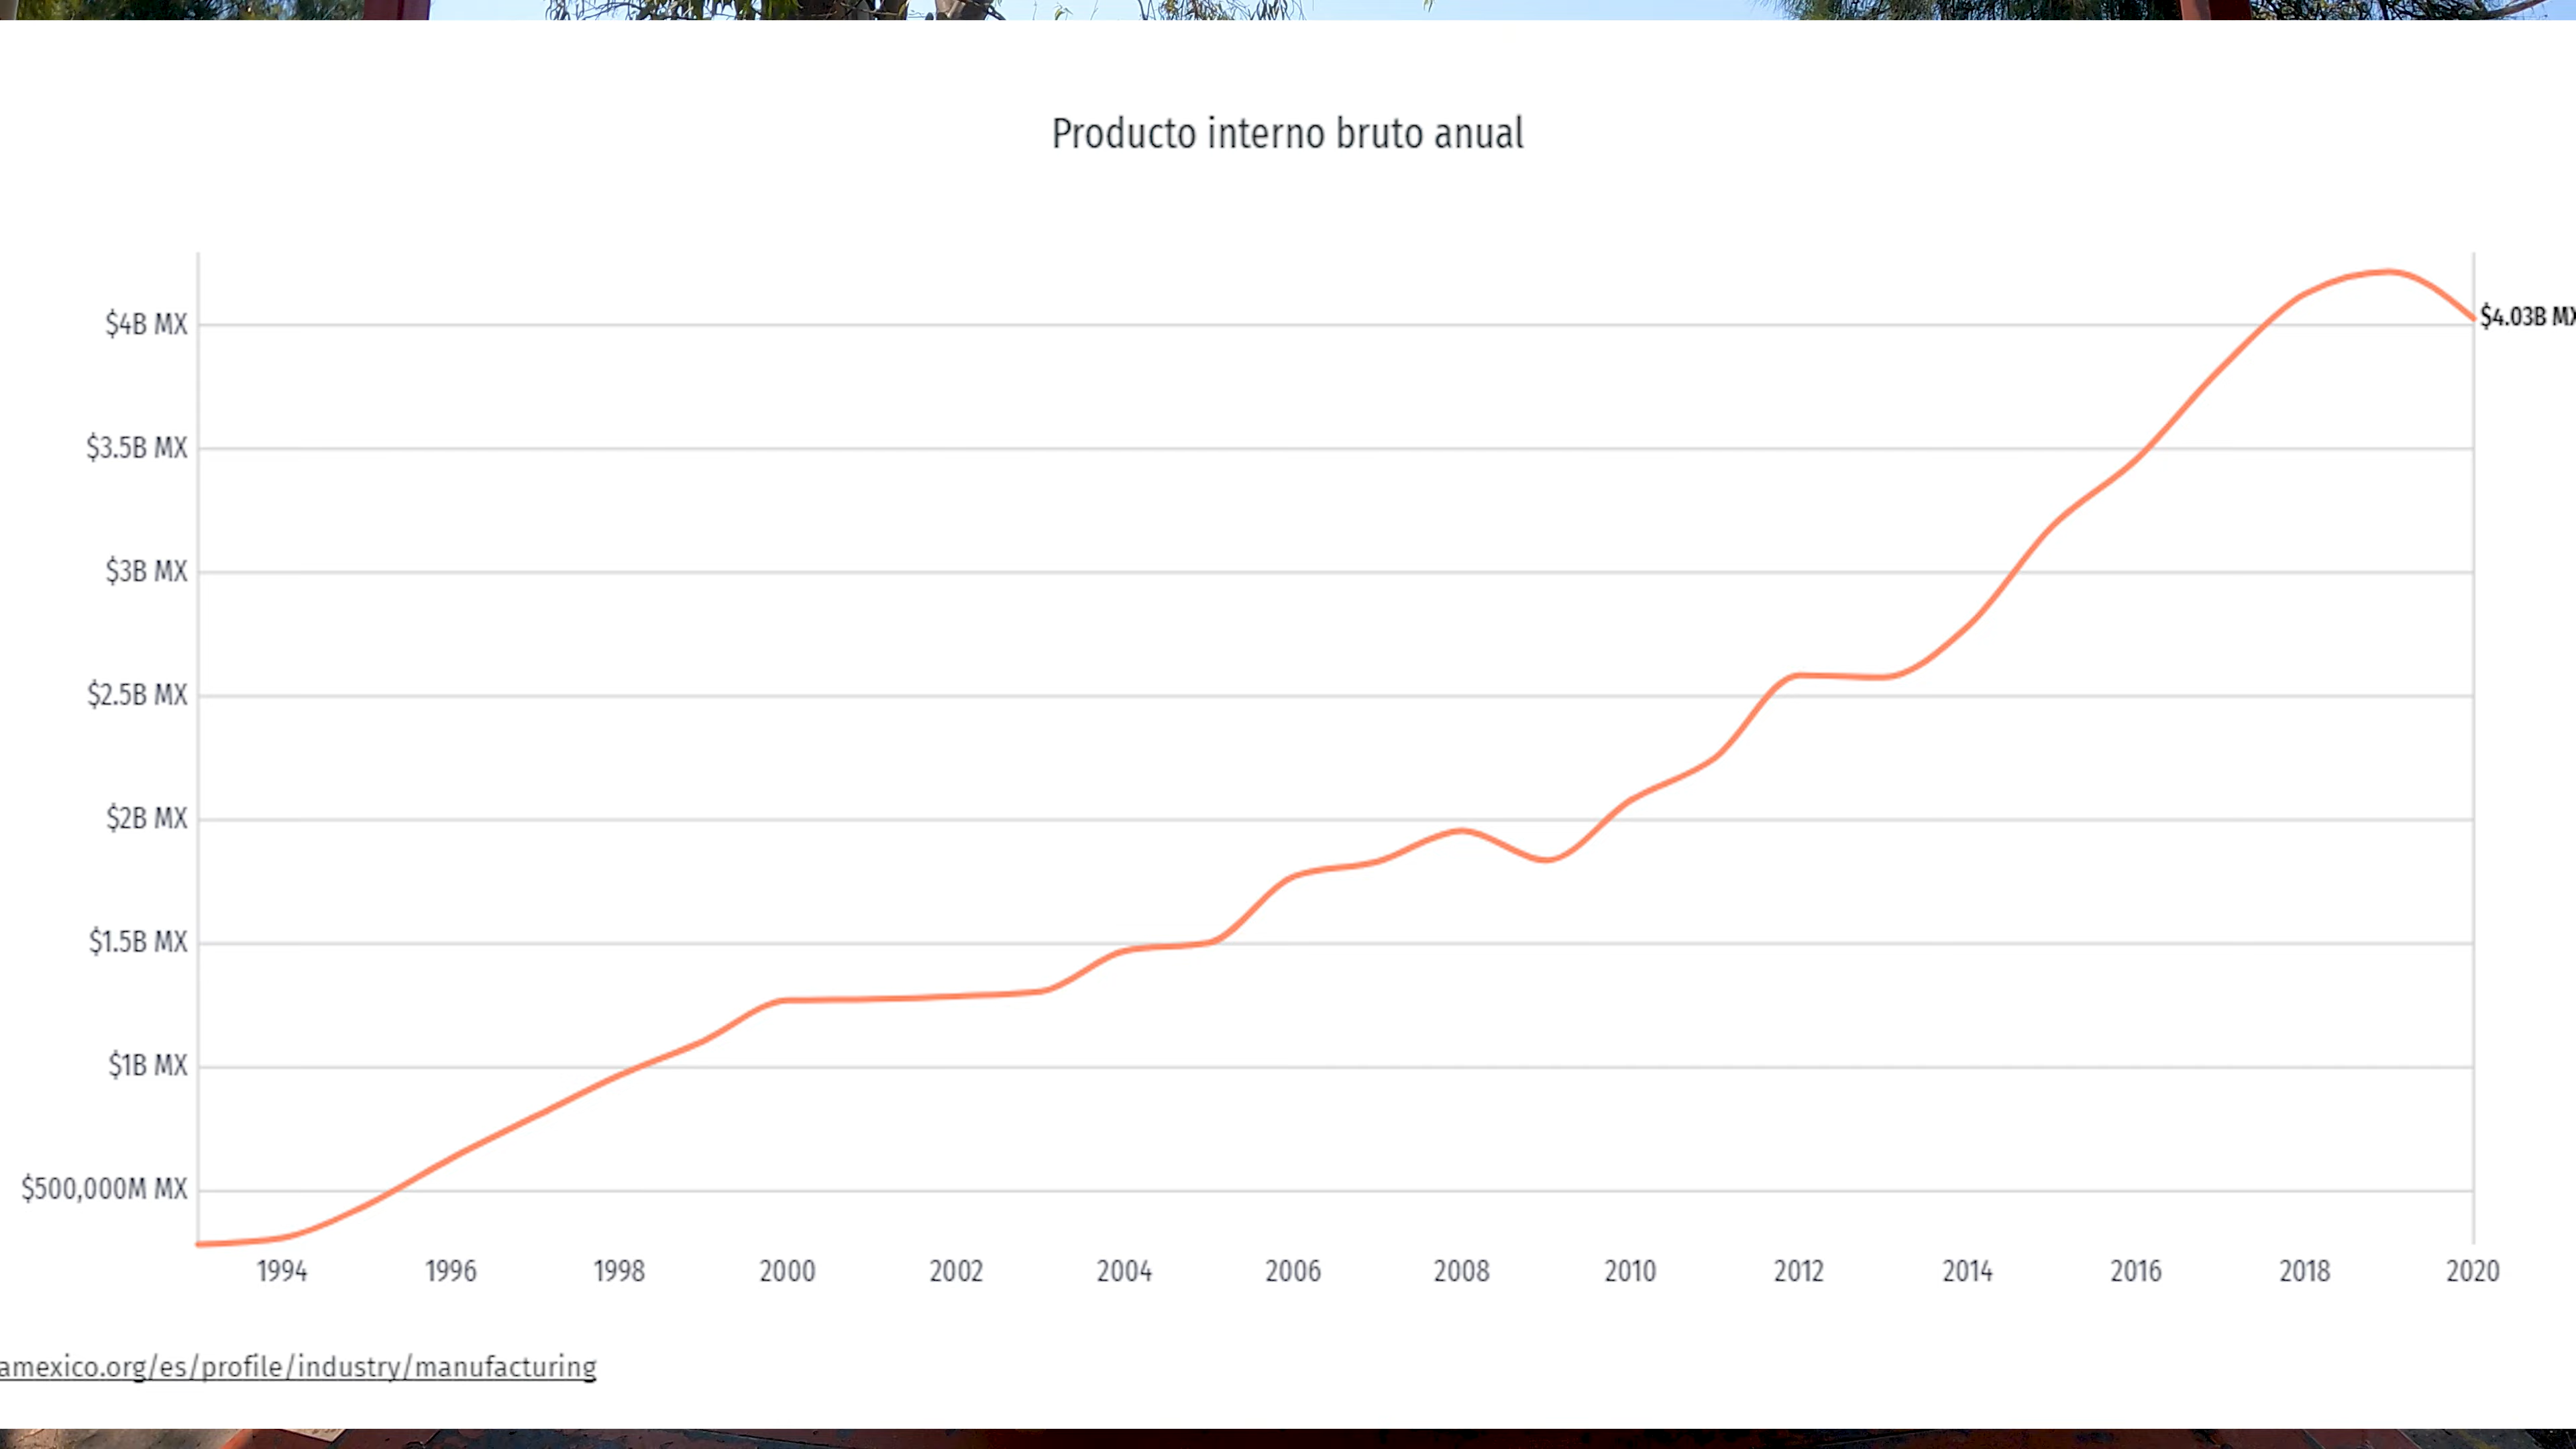 Producto interno bruto anual
$4B MX
$4.03B MX
$3.5B MX
$3B MX
$2.5B MX
$2B MX
$1.5B MX
$1B MX
$500,000M MX
1994 1996 1998 2000 2002 2004 2006 2008 2010 2012 2014 2016 2018 2020
amexico.org/es/profile/industry/manufacturing